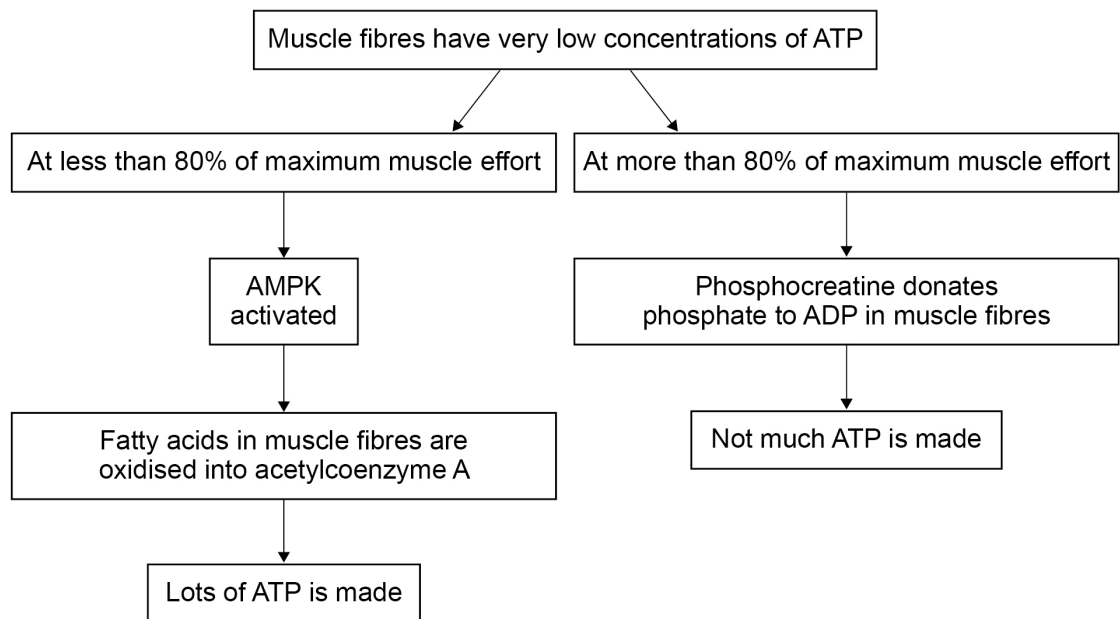 Muscle fibres have very low concentrations of ATP
At less than 80% of maximum muscle effort
At more than 80% of maximum muscle effort
AMPK
activated
Phosphocreatine donates
phosphate to ADP in muscle fibres
Fatty acids in muscle fibres are
oxidised into acetylcoenzyme A
Not much ATP is made
Lots of ATP is made